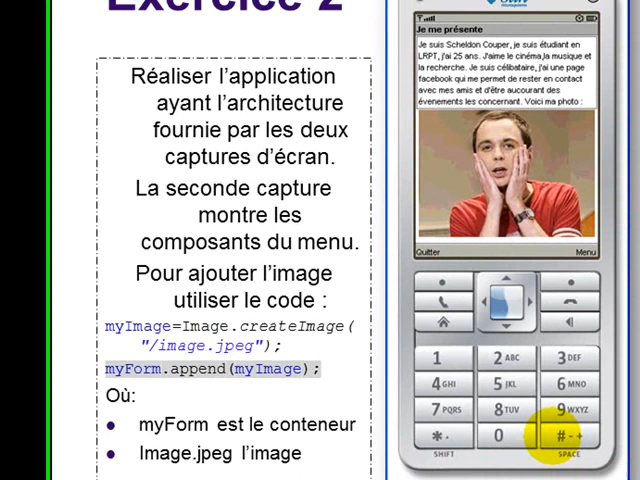 Exercice 2
Réaliser l'application
ayant l'architecture
fournie par les deux
captures d'écran.
La seconde capture
montre les
composants du menu.
Pour ajouter l'image
utiliser le code :
myImage=Image.createImage(
"/image.jpeg");
myForm.append(myImage);
Où:
myForm est le conteneur
Image.jpeg l'image
Sun
Je me présente
Je suis Scheldon Couper, je suis étudiant en
LRPT, j'ai 25 ans. J'aime le cinéma,la musique et
la recherche. Je suis célibataire, j'ai une page
facebook qui me permet de rester en contact
avec mes amis et d'être aucourant des
évenements les concernant. Voici ma photo :
Quitter Menu
1 2 ABC 3 DEF
4 GHI 5 JKL 6 MNO
7 PQRS 8 TUV 9 WXYZ
* . 0 # - +
SHIFT SPACE